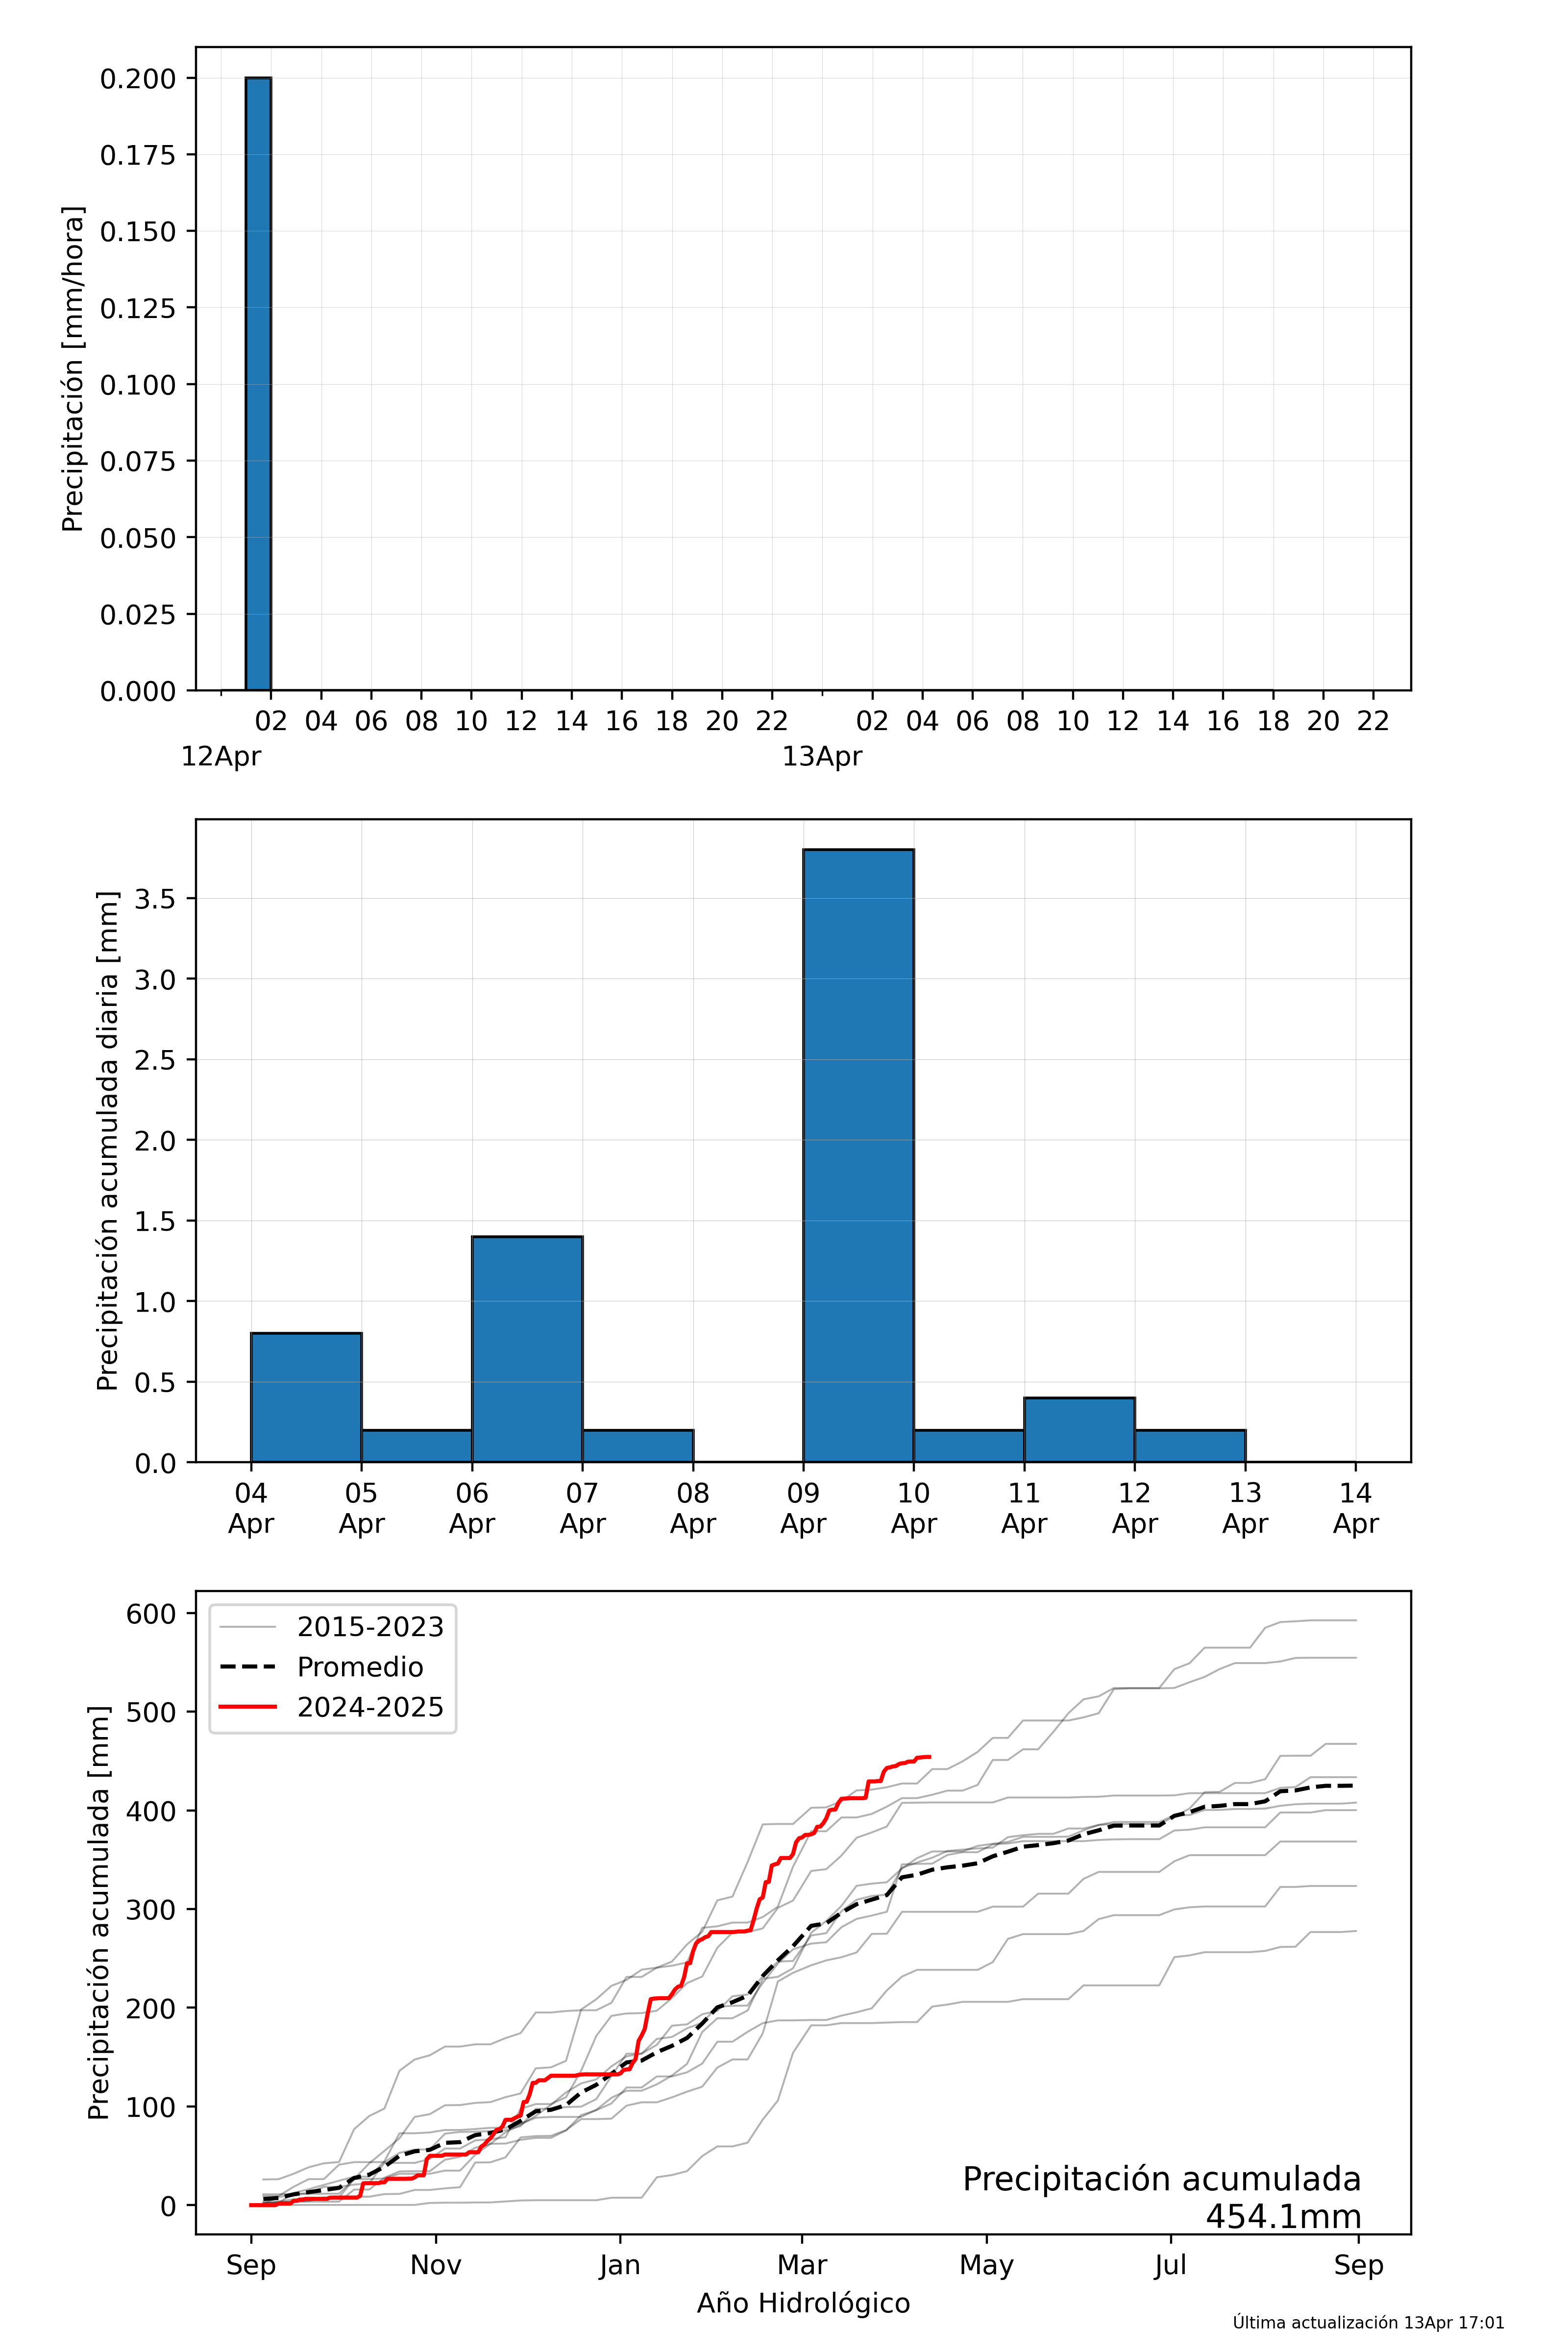 0.200
0.175
0.150
0.125
0.100
0.075
0.050
0.025
0.000
Precipitación [mm/hora]
02 04 06 08 10 12 14 16 18 20 22 02 04 06 08 10 12 14 16 18 20 22
12Apr 13Apr
3.5
3.0
2.5
2.0
1.5
1.0
0.5
0.0
Precipitación acumulada diaria [mm]
04 05 06 07 08 09 10 11 12 13 14
Apr Apr Apr Apr Apr Apr Apr Apr Apr Apr Apr
600
500
400
300
200
100
0
Precipitación acumulada [mm]
2015-2023
Promedio
2024-2025
Precipitación acumulada
454.1mm
Sep Nov Jan Mar May Jul Sep
Año Hidrológico
Última actualización 13Apr 17:01